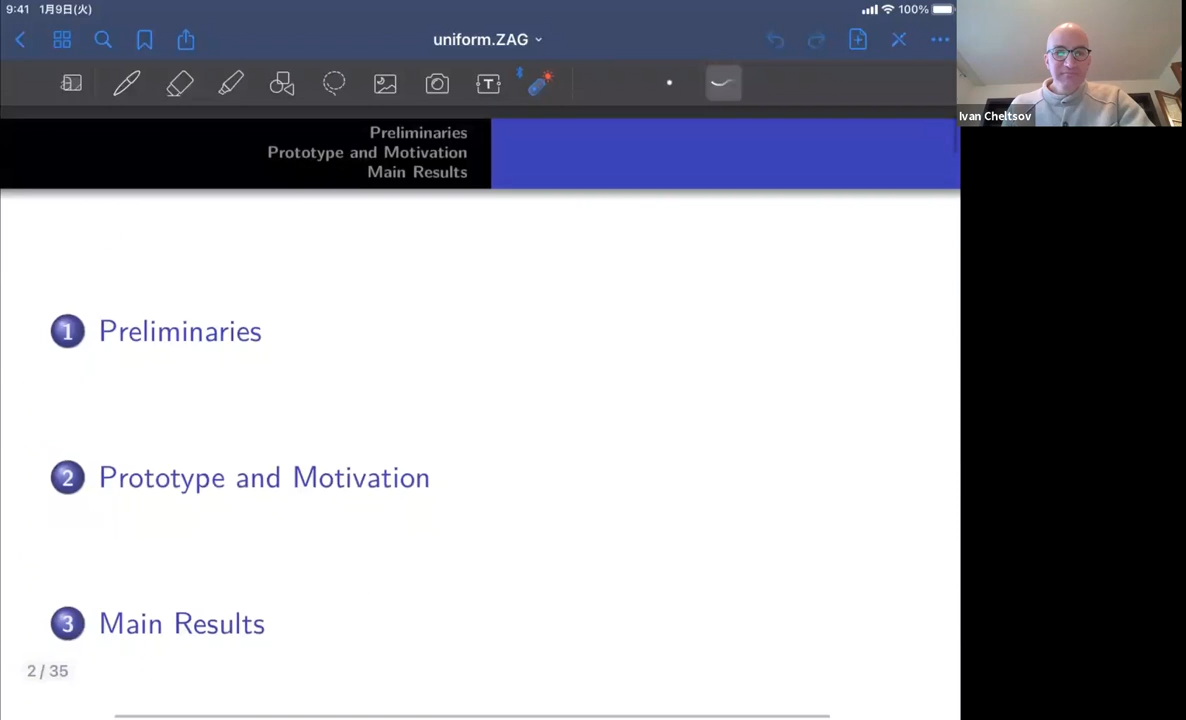 9:41 1月9日(火)
100%
uniform.ZAG
T
Ivan Cheltsov
Preliminaries
Prototype and Motivation
Main Results
1 Preliminaries
2 Prototype and Motivation
3 Main Results
2 / 35